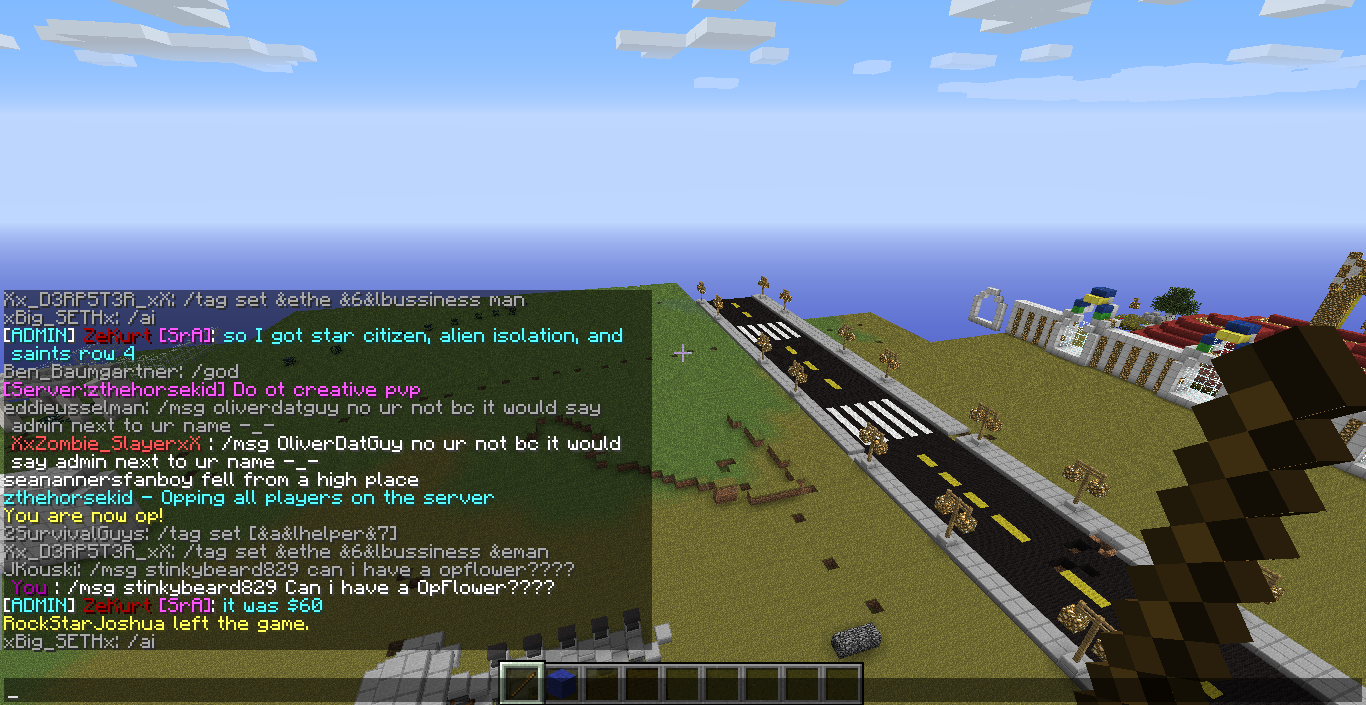 Xx_D3RP5T3R_xX: /tag set &ethe &6&lbussiness man
xBig_SETHx: /ai
[ADMIN] ZeKurt [SrA]: so I got star citizen, alien isolation, and
saints row 4
Ben_Baumgartner: /god
[Server:zthehorsekid] Do ot creative pvp
eddieusselman: /msg oliverdatguy no ur not bc it would say
admin next to ur name -_-
XxZombie_SlayerxX : /msg OliverDatGuy no ur not bc it would
say admin next to ur name -_-
seanannersfanboy fell from a high place
zthehorsekid - Opping all players on the server
You are now op!
2SurvivalGuys: /tag set [&a&lhelper&7]
Xx_D3RP5T3R_xX: /tag set &ethe &6&lbussiness &eman
JKouski: /msg stinkybeard829 can i have a opflower????
You : /msg stinkybeard829 Can i have a OpFlower????
[ADMIN] ZeKurt [SrA]: it was $60
RockStarJoshua left the game.
xBig_SETHx: /ai
_